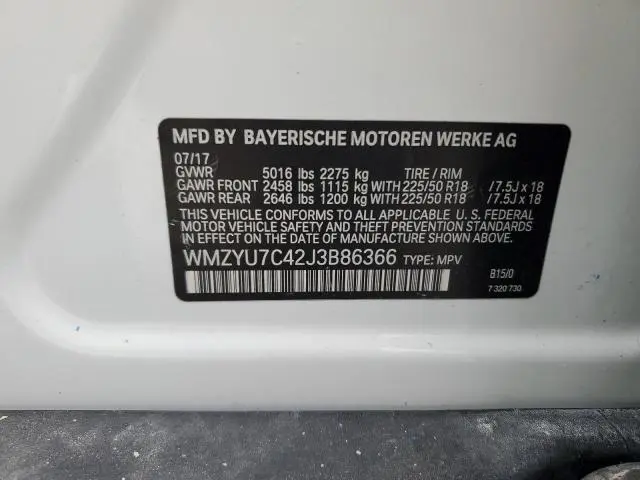 MFD BY BAYERISCHE MOTOREN WERKE AG
07/17
GVWR 5016 lbs 2275 kg TIRE / RIM
GAWR FRONT 2458 lbs 1115 kg WITH 225/50 R18 / 7.5J x 18
GAWR REAR 2646 lbs 1200 kg WITH 225/50 R18 / 7.5J x 18
THIS VEHICLE CONFORMS TO ALL APPLICABLE U. S. FEDERAL
MOTOR VEHICLE SAFETY AND THEFT PREVENTION STANDARDS
IN EFFECT ON THE DATE OF MANUFACTURE SHOWN ABOVE.
WMZYU7C42J3B86366 TYPE: MPV
B15/0
7 320 730